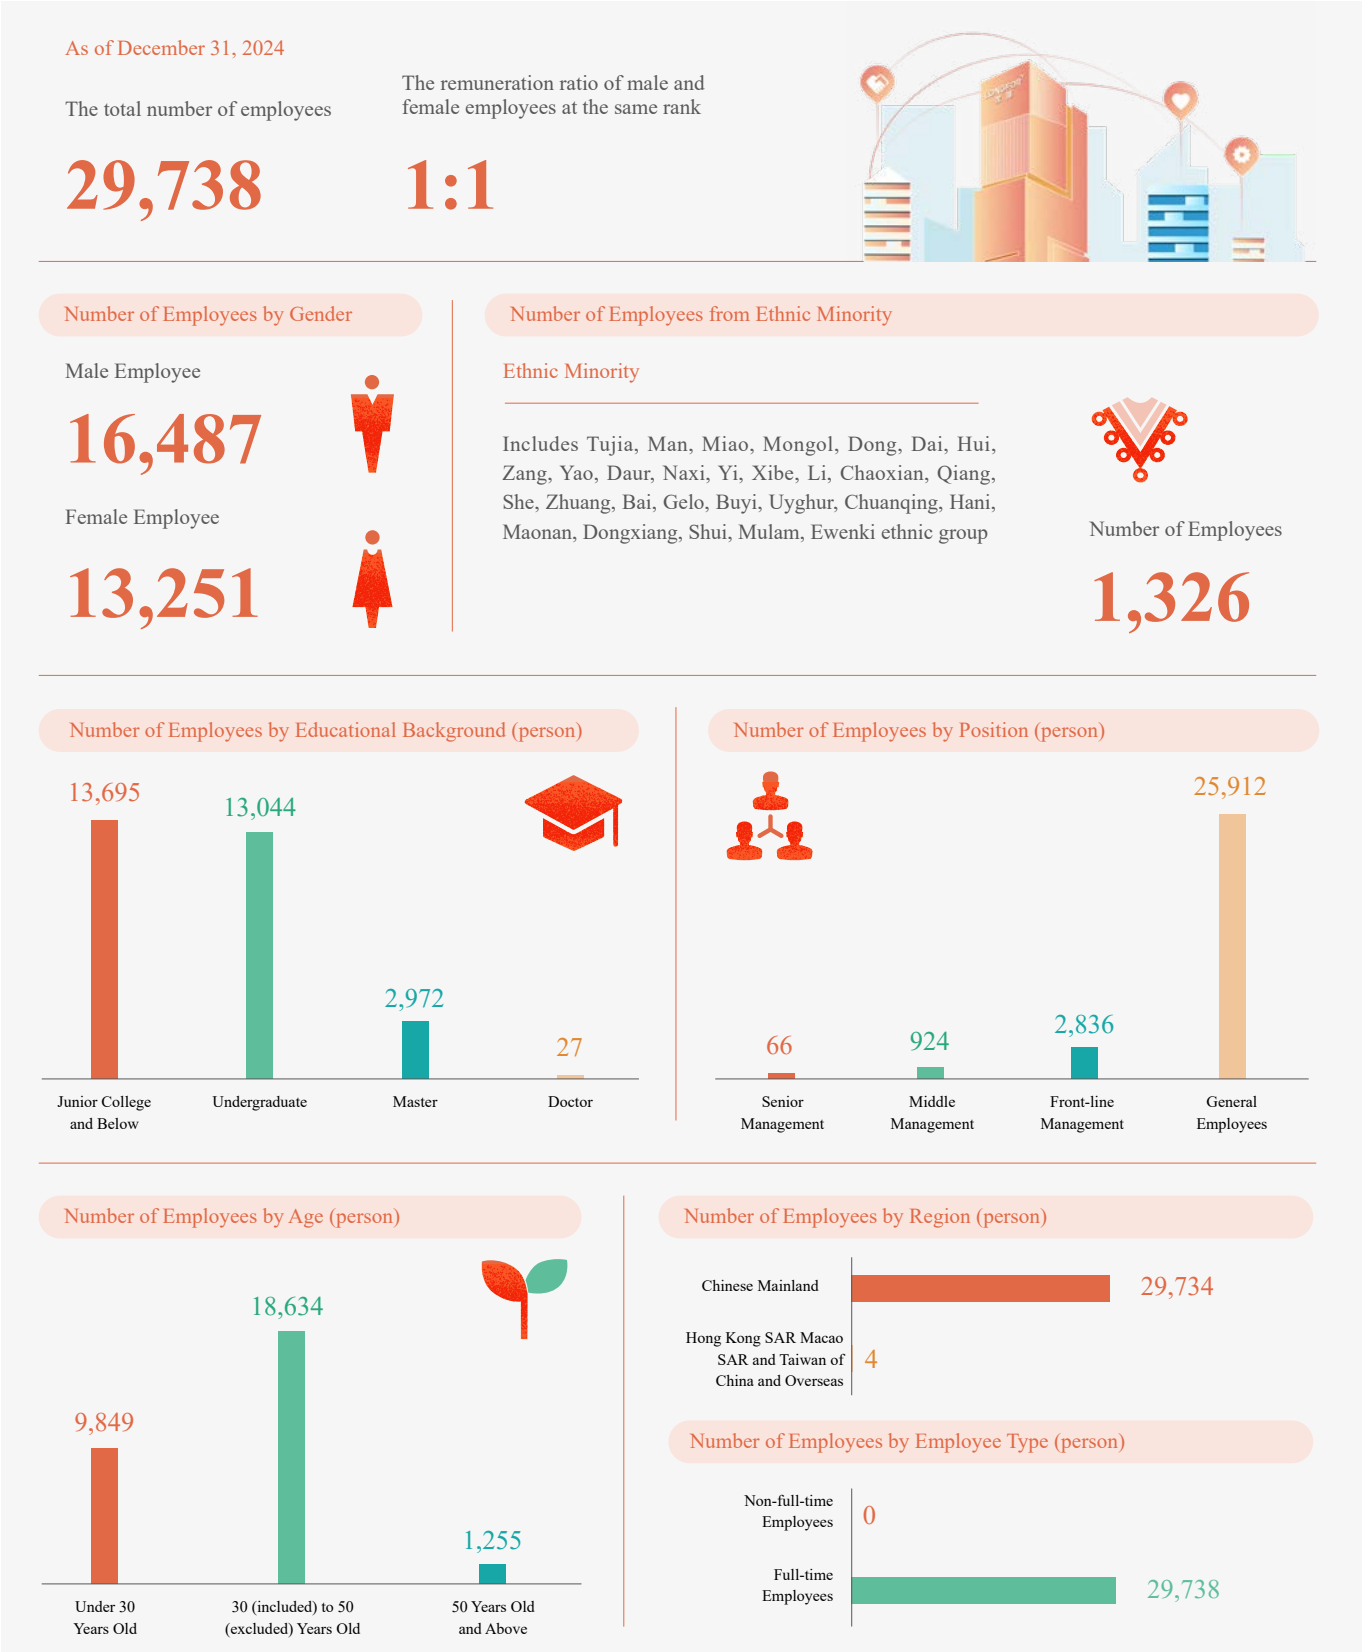 As of December 31, 2024
The total number of employees
29,738
The remuneration ratio of male and
female employees at the same rank
1:1
LONGFOR
Number of Employees by Gender
Male Employee
16,487
Female Employee
13,251
Number of Employees from Ethnic Minority
Ethnic Minority
Includes Tujia, Man, Miao, Mongol, Dong, Dai, Hui,
Zang, Yao, Daur, Naxi, Yi, Xibe, Li, Chaoxian, Qiang,
She, Zhuang, Bai, Gelo, Buyi, Uyghur, Chuanqing, Hani,
Maonan, Dongxiang, Shui, Mulam, Ewenki ethnic group
Number of Employees
1,326
Number of Employees by Educational Background (person)
13,695
13,044
2,972
27
Junior College
and Below
Undergraduate
Master
Doctor
Number of Employees by Position (person)
66
924
2,836
25,912
Senior
Management
Middle
Management
Front-line
Management
General
Employees
Number of Employees by Age (person)
9,849
18,634
1,255
Under 30
Years Old
30 (included) to 50
(excluded) Years Old
50 Years Old
and Above
Number of Employees by Region (person)
Chinese Mainland
29,734
Hong Kong SAR Macao
SAR and Taiwan of
China and Overseas
4
Number of Employees by Employee Type (person)
Non-full-time
Employees
0
Full-time
Employees
29,738